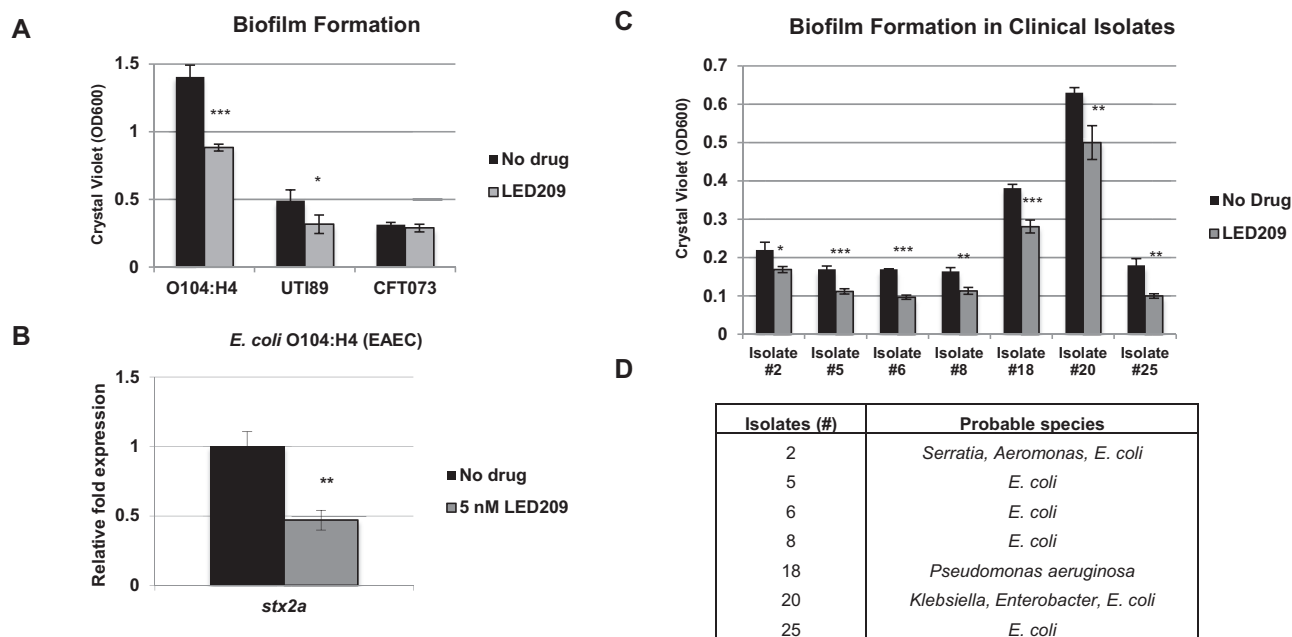 A
Biofilm Formation
Crystal Violet (OD600)
1.5
1
0.5
0
***
*
O104:H4 UTI89 CFT073
No drug
LED209
B
E. coli O104:H4 (EAEC)
Relative fold expression
1.5
1
0.5
0
**
stx2a
No drug
5 nM LED209
C
Biofilm Formation in Clinical Isolates
Crystal Violet (OD600)
0.7
0.6
0.5
0.4
0.3
0.2
0.1
0
* *** *** ** *** ** **
Isolate Isolate Isolate Isolate Isolate Isolate Isolate
#2 #5 #6 #8 #18 #20 #25
No Drug
LED209
D
Isolates (#) Probable species
2 Serratia, Aeromonas, E. coli
5 E. coli
6 E. coli
8 E. coli
18 Pseudomonas aeruginosa
20 Klebsiella, Enterobacter, E. coli
25 E. coli